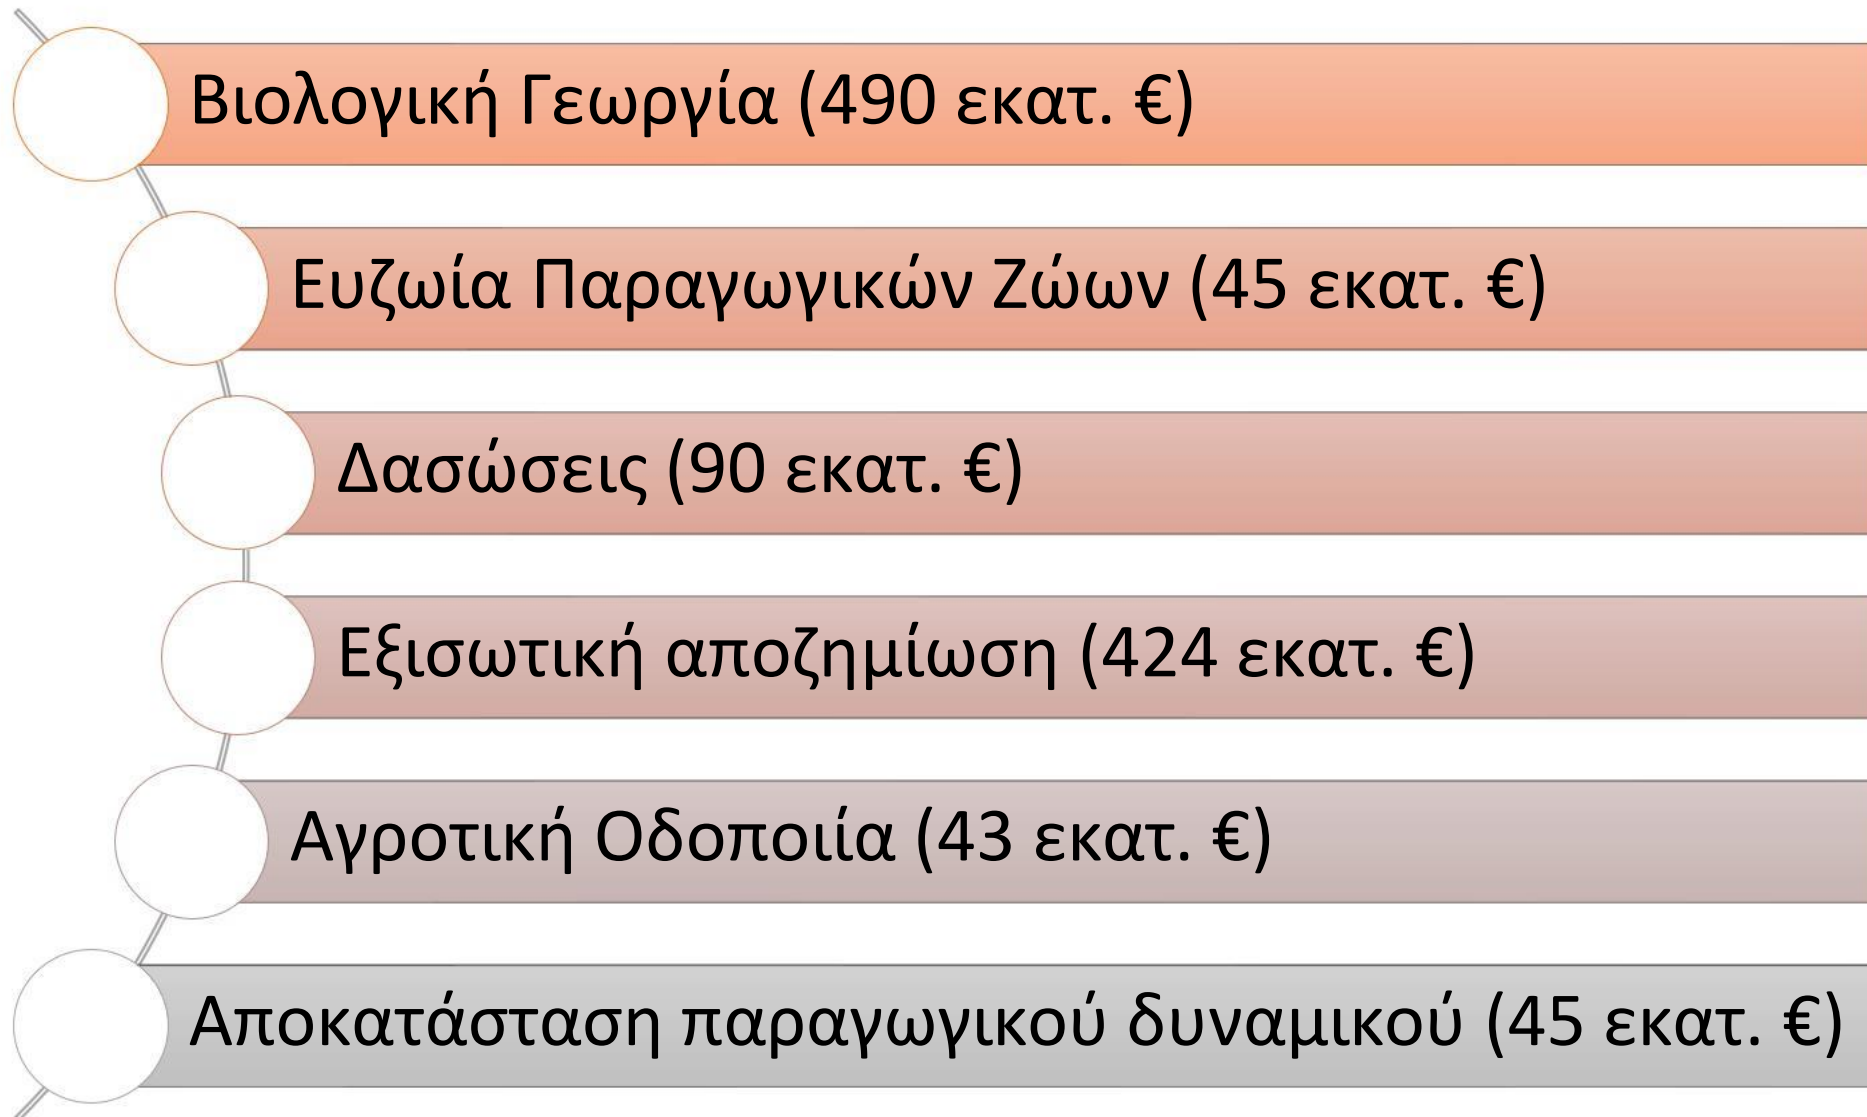 Βιολογική Γεωργία (490 εκατ. €)
Ευζωία Παραγωγικών Ζώων (45 εκατ. €)
Δασώσεις (90 εκατ. €)
Εξισωτική αποζημίωση (424 εκατ. €)
Αγροτική Οδοποιία (43 εκατ. €)
Αποκατάσταση παραγωγικού δυναμικού (45 εκατ. €)